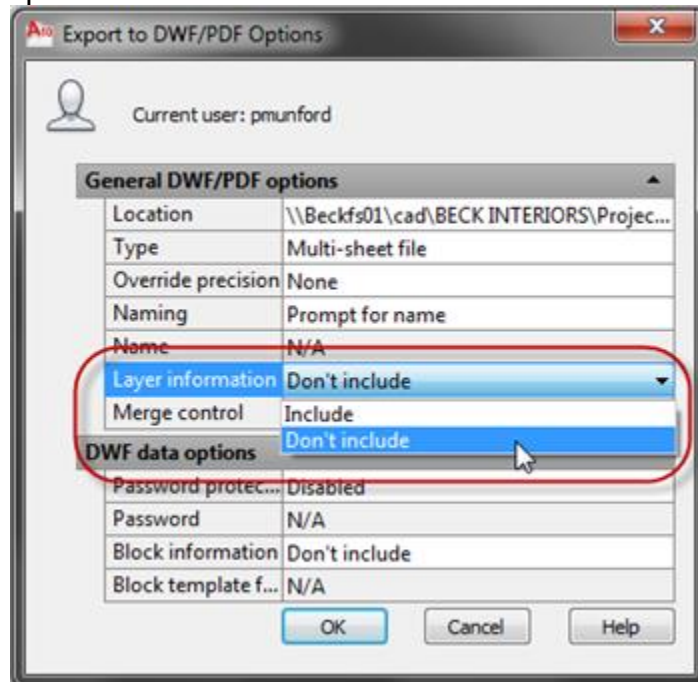 Export to DWF/PDF Options
Current user: pmunford
General DWF/PDF options
Location \\Beckfs01\cad\BECK INTERIORS\Projec...
Type Multi-sheet file
Override precision None
Naming Prompt for name
Name N/A
Layer information Don't include
Merge control Include
Don't include
DWF data options
Password protec... Disabled
Password N/A
Block information Don't include
Block template f... N/A
OK Cancel Help